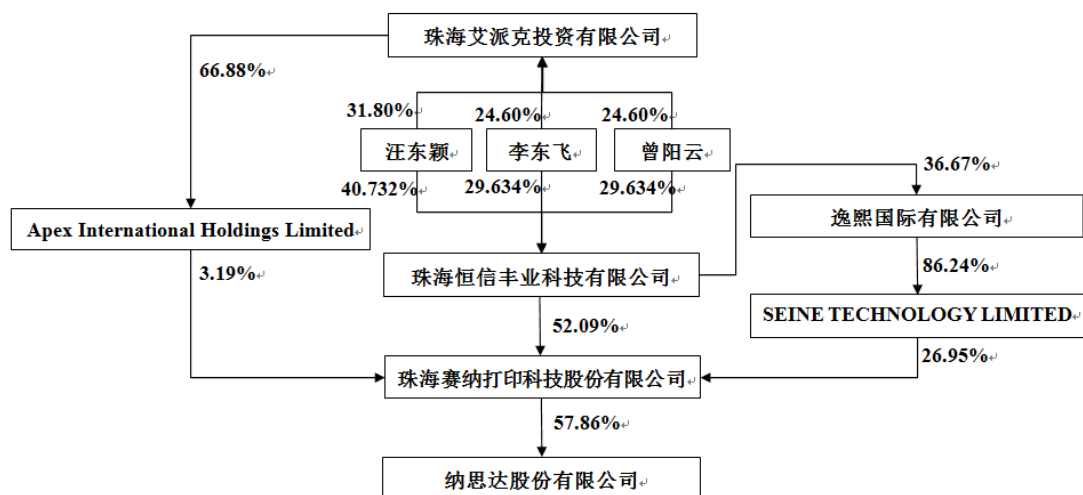 珠海艾派克投资有限公司
66.88%
31.80%
24.60%
24.60%
汪东颖
李东飞
曾阳云
36.67%
40.732%
29.634%
29.634%
Apex International Holdings Limited
逸熙国际有限公司
3.19%
珠海恒信丰业科技有限公司
86.24%
SEINE TECHNOLOGY LIMITED
52.09%
26.95%
珠海赛纳打印科技股份有限公司
57.86%
纳思达股份有限公司